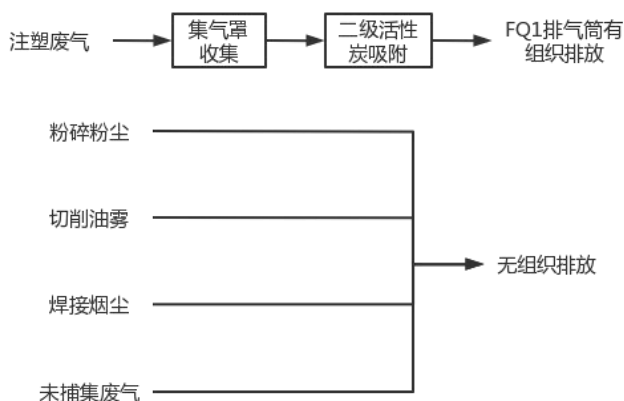 注塑废气
集气罩
收集
二级活性
炭吸附
FQ1排气筒有
组织排放
粉碎粉尘
切削油雾
焊接烟尘
无组织排放
未捕集废气